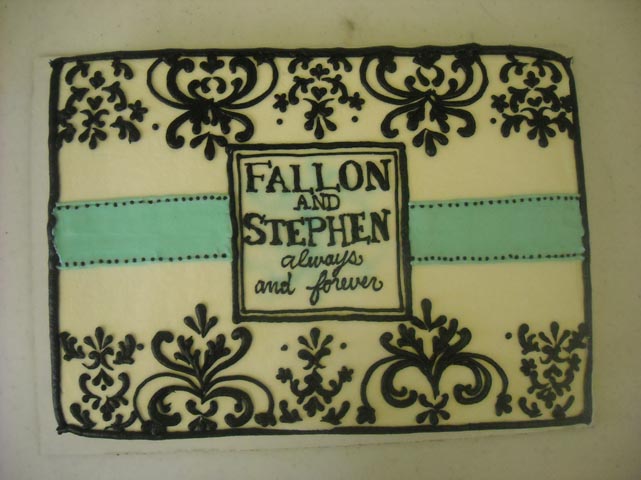 FALLON
AND
STEPHEN
always
and forever